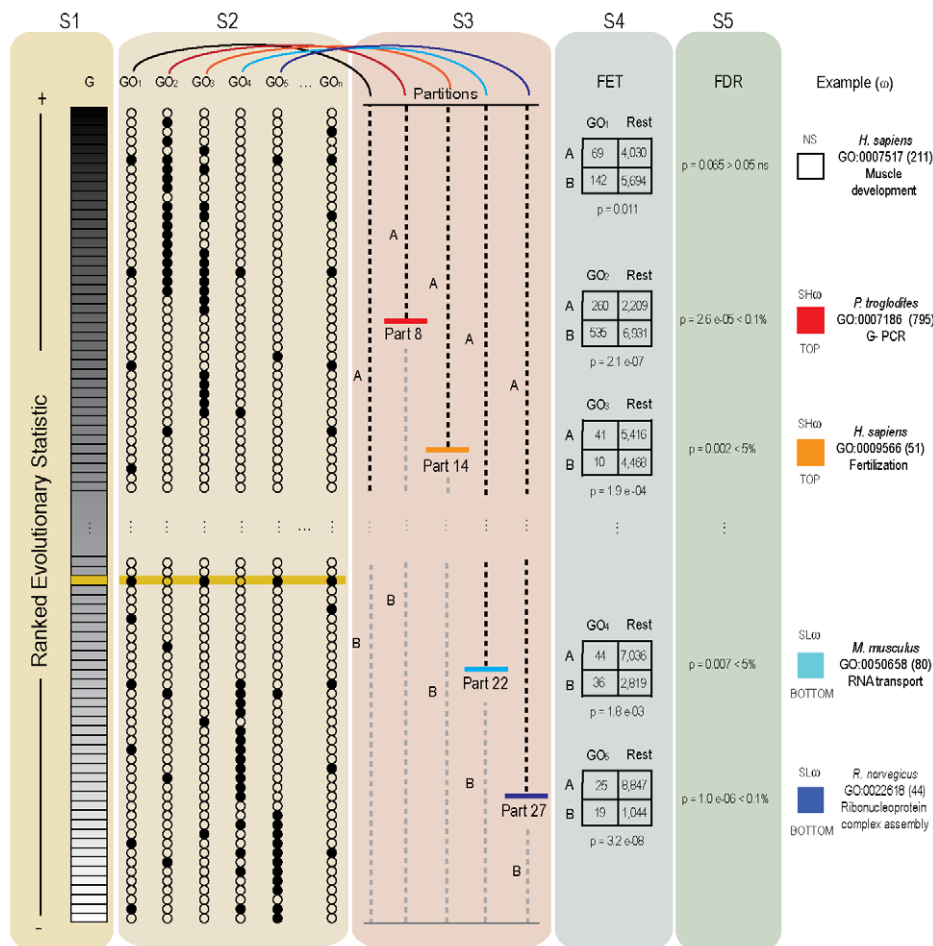 S1 S2 S3 S4 S5
G GO1 GO2 GO3 GO4 GO5 ... GOn
Partitions
FET
FDR
Example (ω)
+
Ranked Evolutionary Statistic
-
A
A
A
A
A
Part 8
Part 14
B
B
B
B
B
Part 22
Part 27
GO1 Rest
A 69 4,030
B 142 5,694
p = 0.011
p = 0.065 > 0.05 ns
NS
H. sapiens
GO:0007517 (211)
Muscle
development
GO2 Rest
A 260 2,209
B 535 6,931
p = 2.1 e-07
p = 2.6 e-05 < 0.1%
SHω
TOP
P. troglodites
GO:0007186 (795)
G- PCR
GO3 Rest
A 41 5,416
B 10 4,468
p = 1.9 e-04
p = 0.002 < 5%
SHω
TOP
H. sapiens
GO:0009566 (51)
Fertilization
GO4 Rest
A 44 7,036
B 36 2,819
p = 1.8 e-03
p = 0.007 < 5%
SLω
BOTTOM
M. musculus
GO:0050658 (80)
RNA transport
GO5 Rest
A 25 8,847
B 19 1,044
p = 3.2 e-08
p = 1.0 e-06 < 0.1%
SLω
BOTTOM
R. norvegicus
GO:0022618 (44)
Ribonucleoprotein
complex assembly